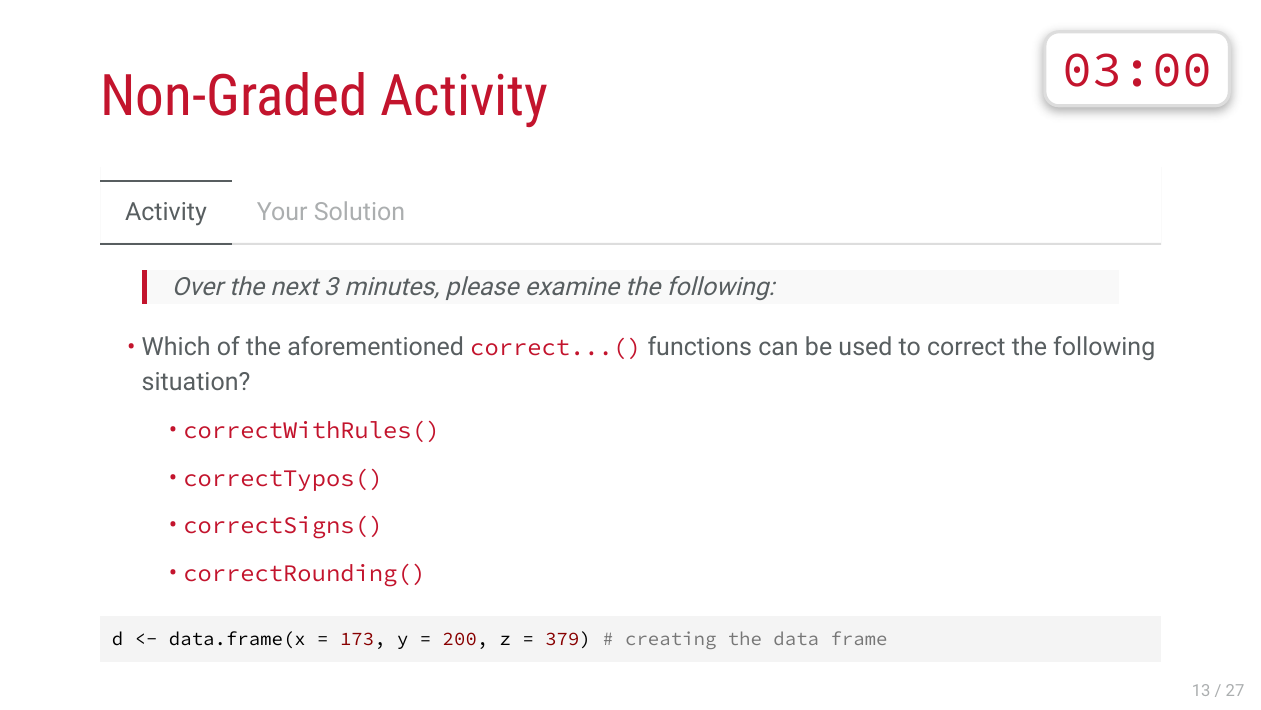 Non-Graded Activity
03:00
Activity
Your Solution
Over the next 3 minutes, please examine the following:
• Which of the aforementioned correct...() functions can be used to correct the following
situation?
• correctWithRules()
• correctTypos()
• correctSigns()
• correctRounding()
d <- data.frame(x = 173, y = 200, z = 379) # creating the data frame
13 / 27